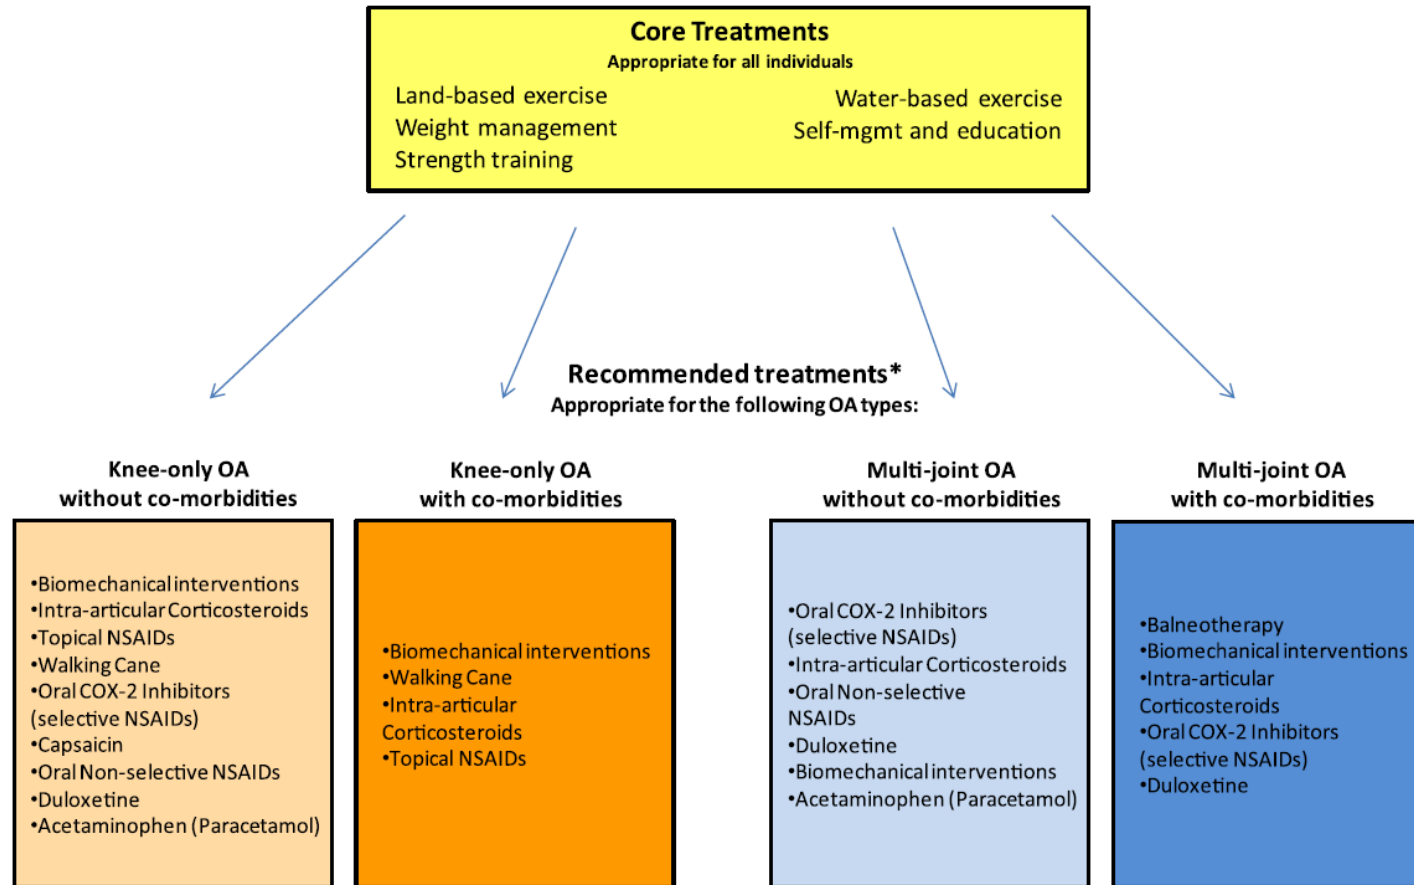 Core Treatments
Appropriate for all individuals
Land-based exercise
Weight management
Strength training
Water-based exercise
Self-mgmt and education
Recommended treatments*
Appropriate for the following OA types:
Knee-only OA
without co-morbidities
•Biomechanical interventions
•Intra-articular Corticosteroids
•Topical NSAIDs
•Walking Cane
•Oral COX-2 Inhibitors
(selective NSAIDs)
•Capsaicin
•Oral Non-selective NSAIDs
•Duloxetine
•Acetaminophen (Paracetamol)
Knee-only OA
with co-morbidities
•Biomechanical interventions
•Walking Cane
•Intra-articular
Corticosteroids
•Topical NSAIDs
Multi-joint OA
without co-morbidities
•Oral COX-2 Inhibitors
(selective NSAIDs)
•Intra-articular Corticosteroids
•Oral Non-selective
NSAIDs
•Duloxetine
•Biomechanical interventions
•Acetaminophen (Paracetamol)
Multi-joint OA
with co-morbidities
•Balneotherapy
•Biomechanical interventions
•Intra-articular
Corticosteroids
•Oral COX-2 Inhibitors
(selective NSAIDs)
•Duloxetine